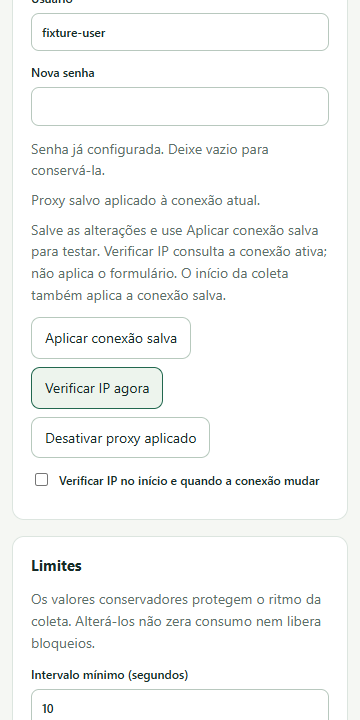 Usuário
fixture-user
Nova senha
Senha já configurada. Deixe vazio para
conservá-la.
Proxy salvo aplicado à conexão atual.
Salve as alterações e use Aplicar conexão salva
para testar. Verificar IP consulta a conexão ativa;
não aplica o formulário. O início da coleta
também aplica a conexão salva.
Aplicar conexão salva
Verificar IP agora
Desativar proxy aplicado
Verificar IP no início e quando a conexão mudar
Limites
Os valores conservadores protegem o ritmo da
coleta. Alterá-los não zera consumo nem libera
bloqueios.
Intervalo mínimo (segundos)
10